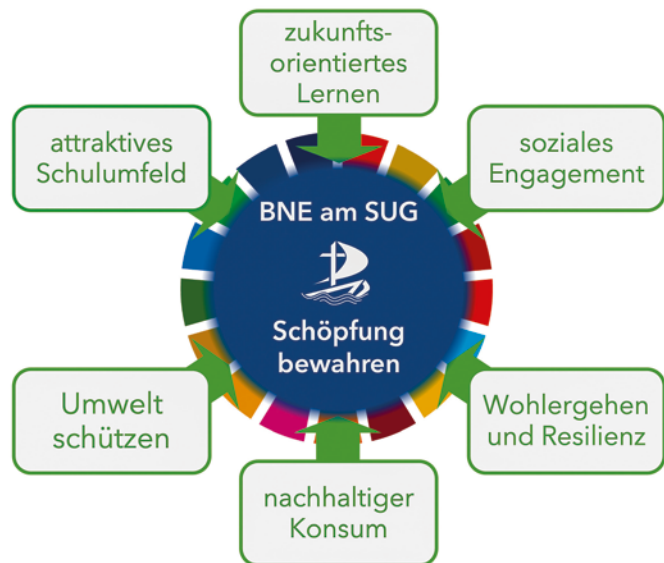 zukunfts-
orientiertes
Lernen
attraktives
Schulumfeld
soziales
Engagement
BNE am SUG
Schöpfung
bewahren
Umwelt
schützen
Wohlergehen
und Resilienz
nachhaltiger
Konsum